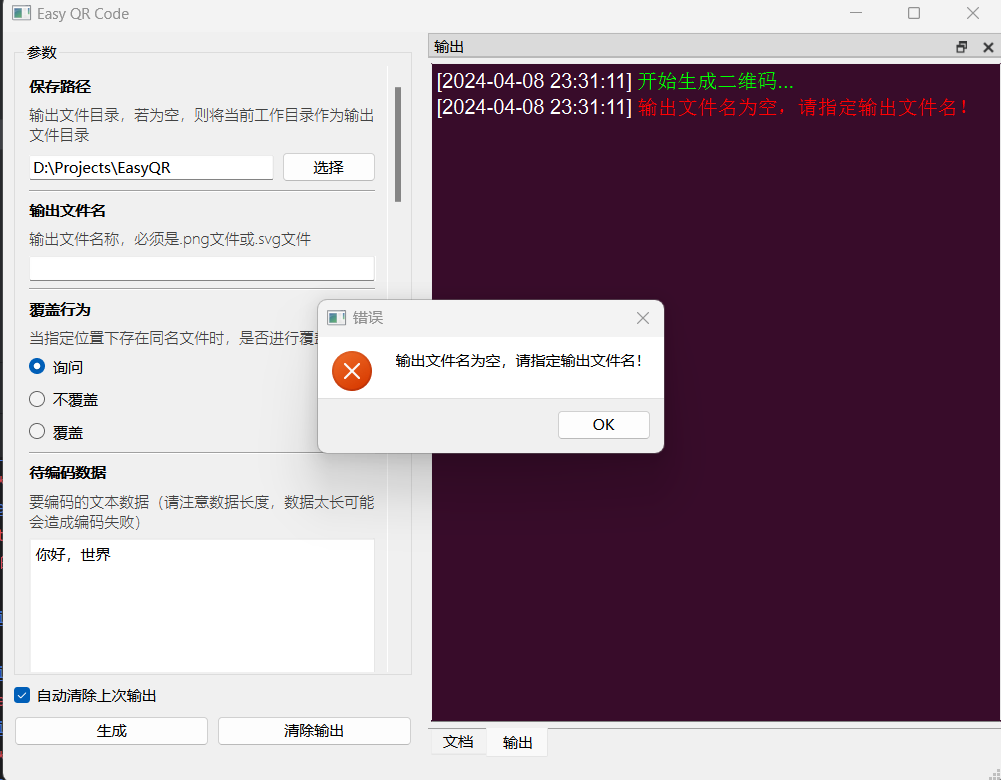 Easy QR Code
参数
保存路径
输出文件目录，若为空，则将当前工作目录作为输出
文件目录
D:\Projects\EasyQR
选择
输出文件名
输出文件名称，必须是.png文件或.svg文件
覆盖行为
当指定位置下存在同名文件时，是否进行覆
询问
不覆盖
覆盖
待编码数据
要编码的文本数据（请注意数据长度，数据太长可能
会造成编码失败）
你好，世界
自动清除上次输出
生成
清除输出
输出
[2024-04-08 23:31:11] 开始生成二维码...
[2024-04-08 23:31:11] 输出文件名为空，请指定输出文件名！
错误
输出文件名为空，请指定输出文件名！
OK
文档
输出